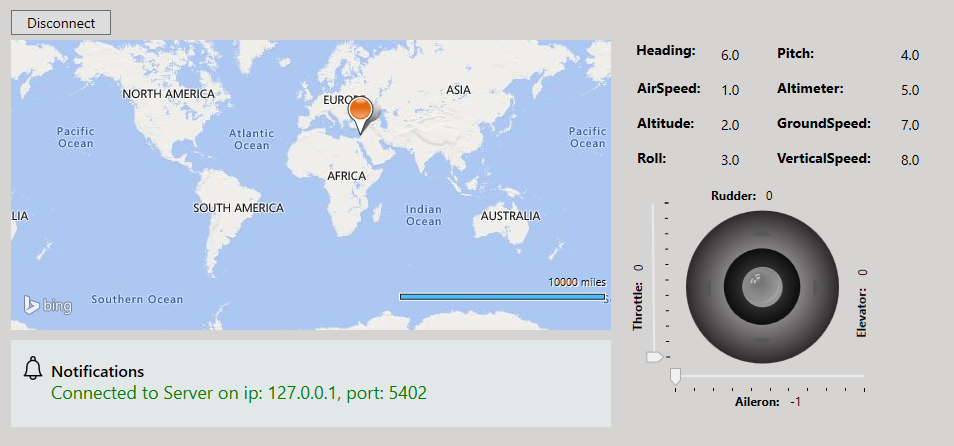 Disconnect
NORTH AMERICA
EUROPE
ASIA
Pacific
Ocean
Atlantic
Ocean
Pacific
Ocean
AFRICA
SOUTH AMERICA
Indian
Ocean
AUSTRALIA
LIA
Southern Ocean
10000 miles
S
bing
Notifications
Connected to Server on ip: 127.0.0.1, port: 5402
Heading: 6.0 Pitch: 4.0
AirSpeed: 1.0 Altimeter: 5.0
Altitude: 2.0 GroundSpeed: 7.0
Roll: 3.0 VerticalSpeed: 8.0
Rudder: 0
Throttle: 0
Elevator: 0
Aileron: -1